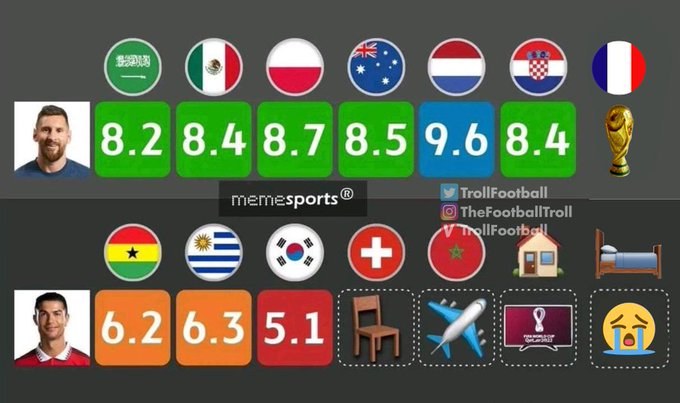 8.2 8.4 8.7 8.5 9.6 8.4
memesports®
TrollFootball
TheFootballTroll
TrollFootball
6.2 6.3 5.1
FIFA WORLD CUP
Qatar2022